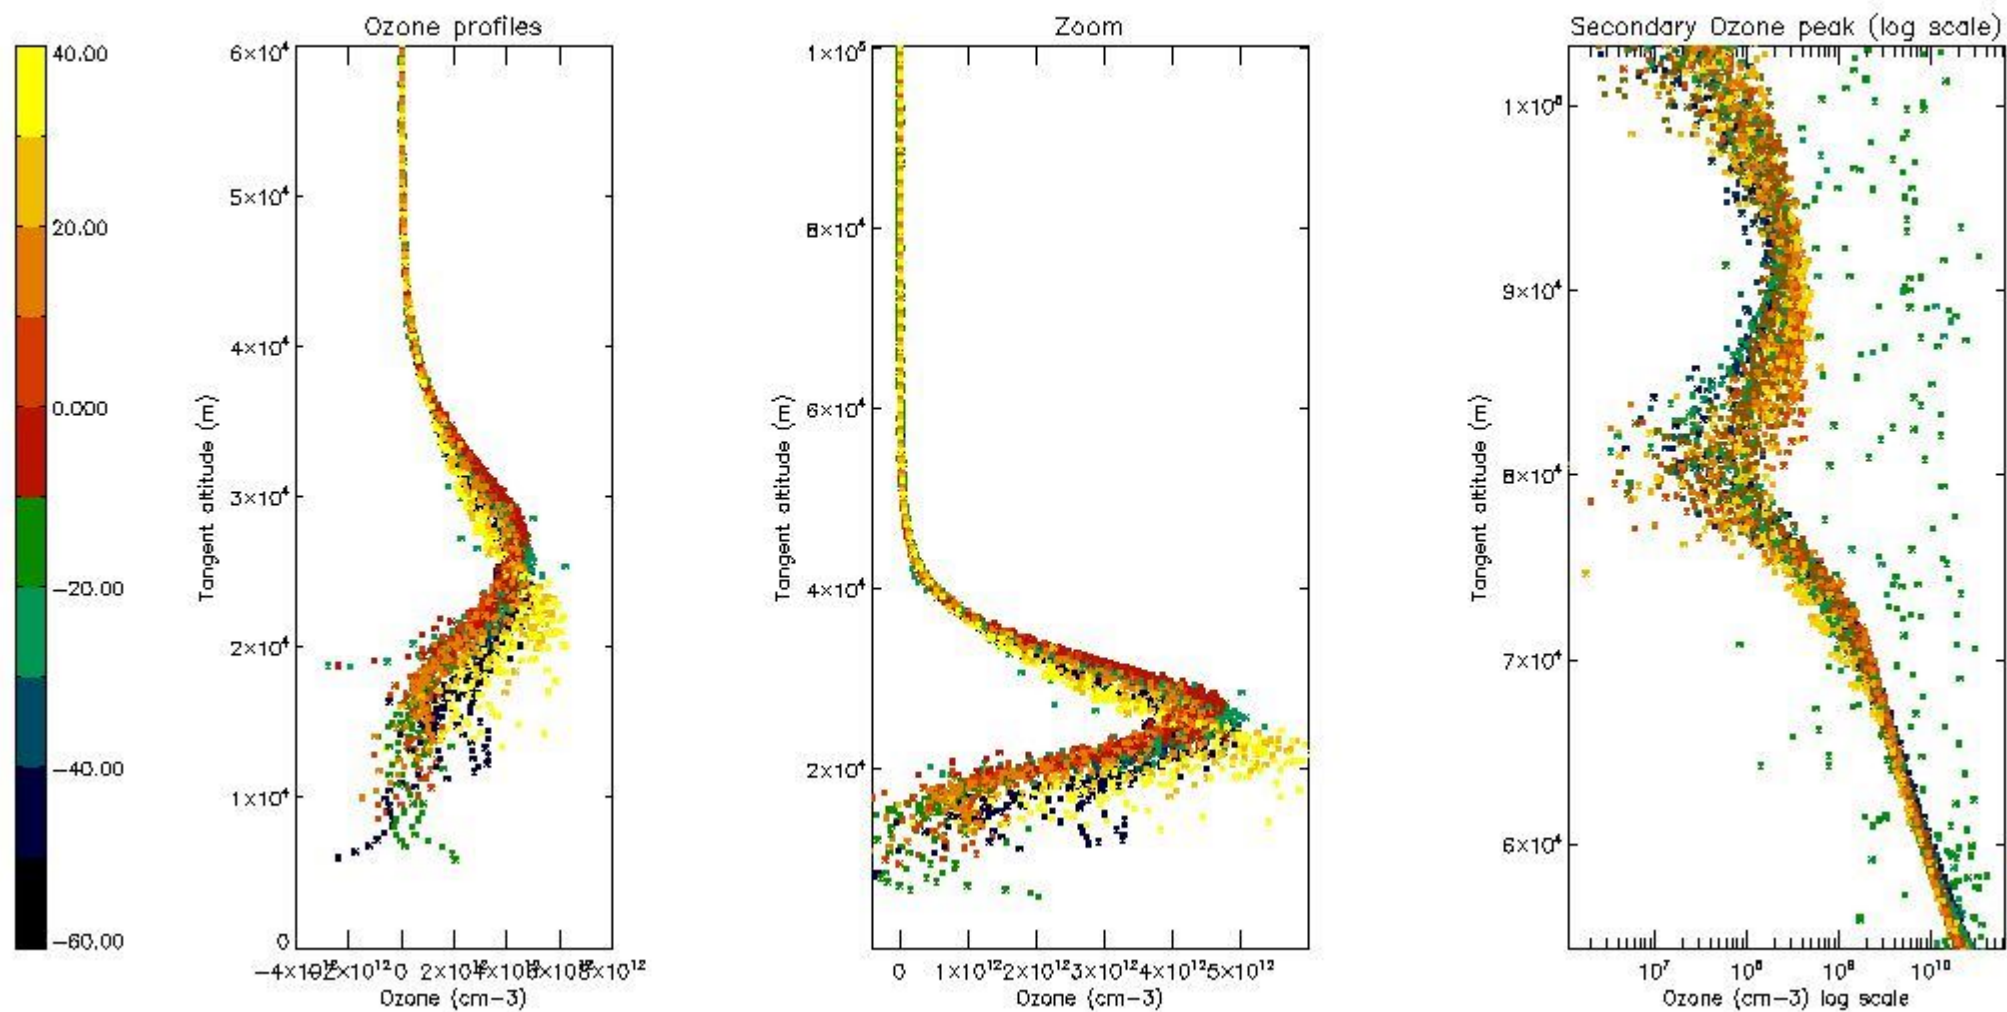 Ozone profiles
Zoom
Secondary Ozone peak (log scale)
40.00
20.00
0.000
−20.00
−40.00
−60.00
6×10⁴
5×10⁴
4×10⁴
3×10⁴
2×10⁴
1×10⁴
0
Tangent altitude (m)
0
Ozone (cm−3)
1×10⁵
8×10⁴
6×10⁴
4×10⁴
2×10⁴
Tangent altitude (m)
0 1×10¹² 2×10¹² 3×10¹² 4×10¹² 5×10¹²
Ozone (cm−3)
9×10⁴
8×10⁴
7×10⁴
6×10⁴
Tangent altitude (m)
10⁷ 10⁸ 10⁹ 10¹⁰
Ozone (cm−3) log scale